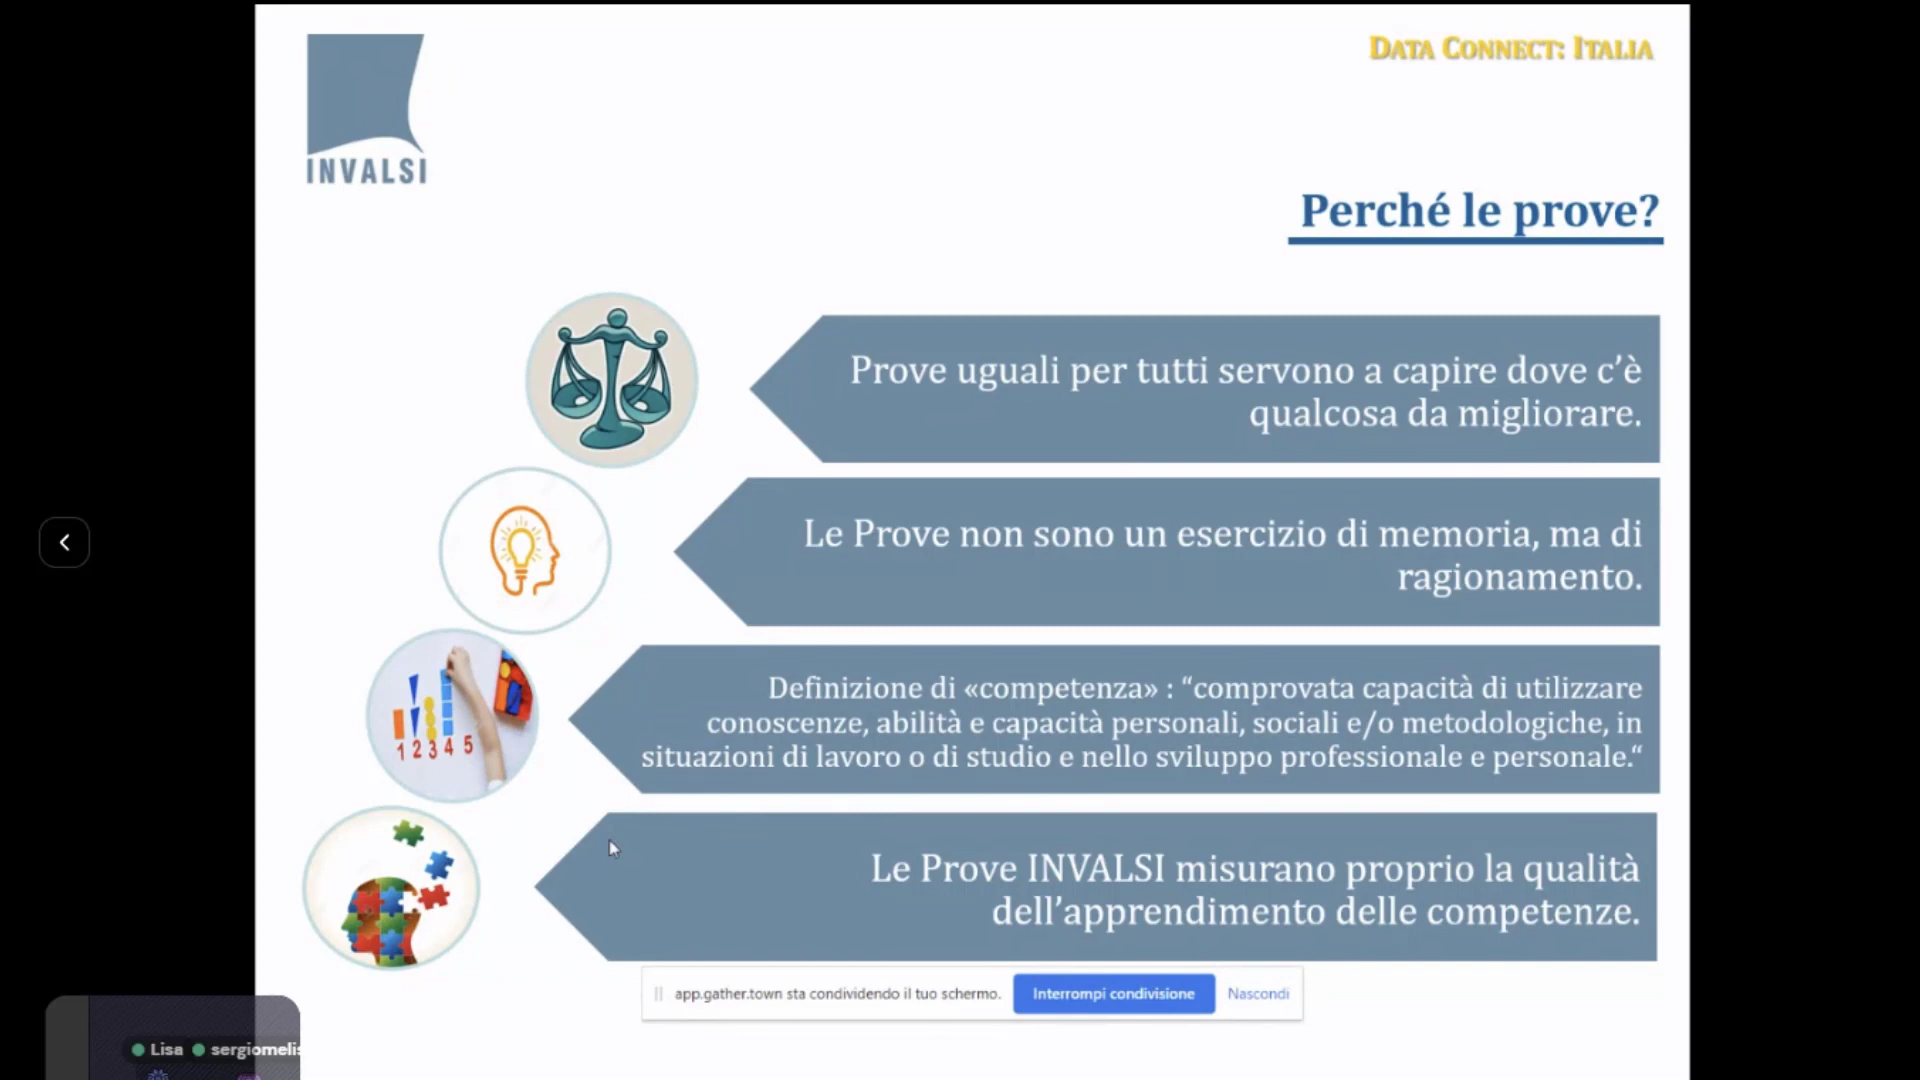 INVALSI
DATA CONNECT: ITALIA
Perché le prove?
Prove uguali per tutti servono a capire dove c’è
qualcosa da migliorare.
Le Prove non sono un esercizio di memoria, ma di
ragionamento.
1 2 3 4 5
Definizione di «competenza» : “comprovata capacità di utilizzare
conoscenze, abilità e capacità personali, sociali e/o metodologiche, in
situazioni di lavoro o di studio e nello sviluppo professionale e personale.“
Le Prove INVALSI misurano proprio la qualità
dell’apprendimento delle competenze.
app.gather.town sta condividendo il tuo schermo. Interrompi condivisione Nascondi
Lisa sergiomelis